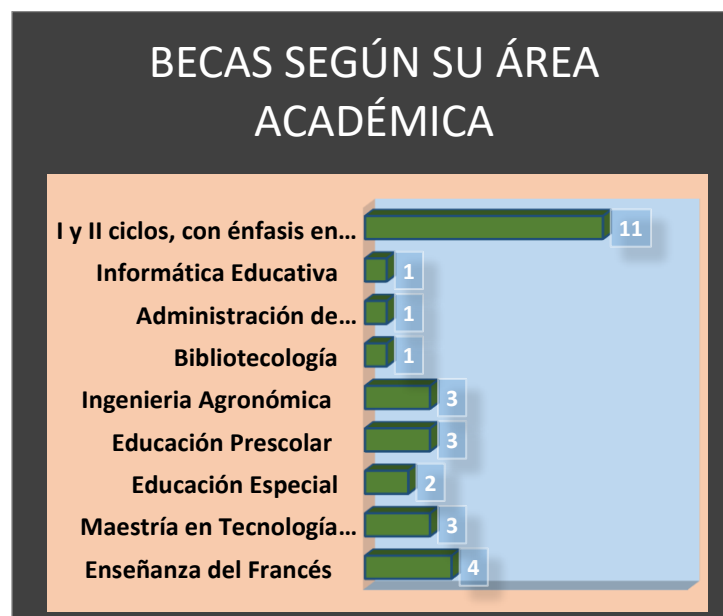 BECAS SEGÚN SU ÁREA
ACADÉMICA
I y II ciclos, con énfasis en... 11
Informática Educativa 1
Administración de... 1
Bibliotecología 1
Ingenieria Agronómica 3
Educación Prescolar 3
Educación Especial 2
Maestría en Tecnología... 3
Enseñanza del Francés 4